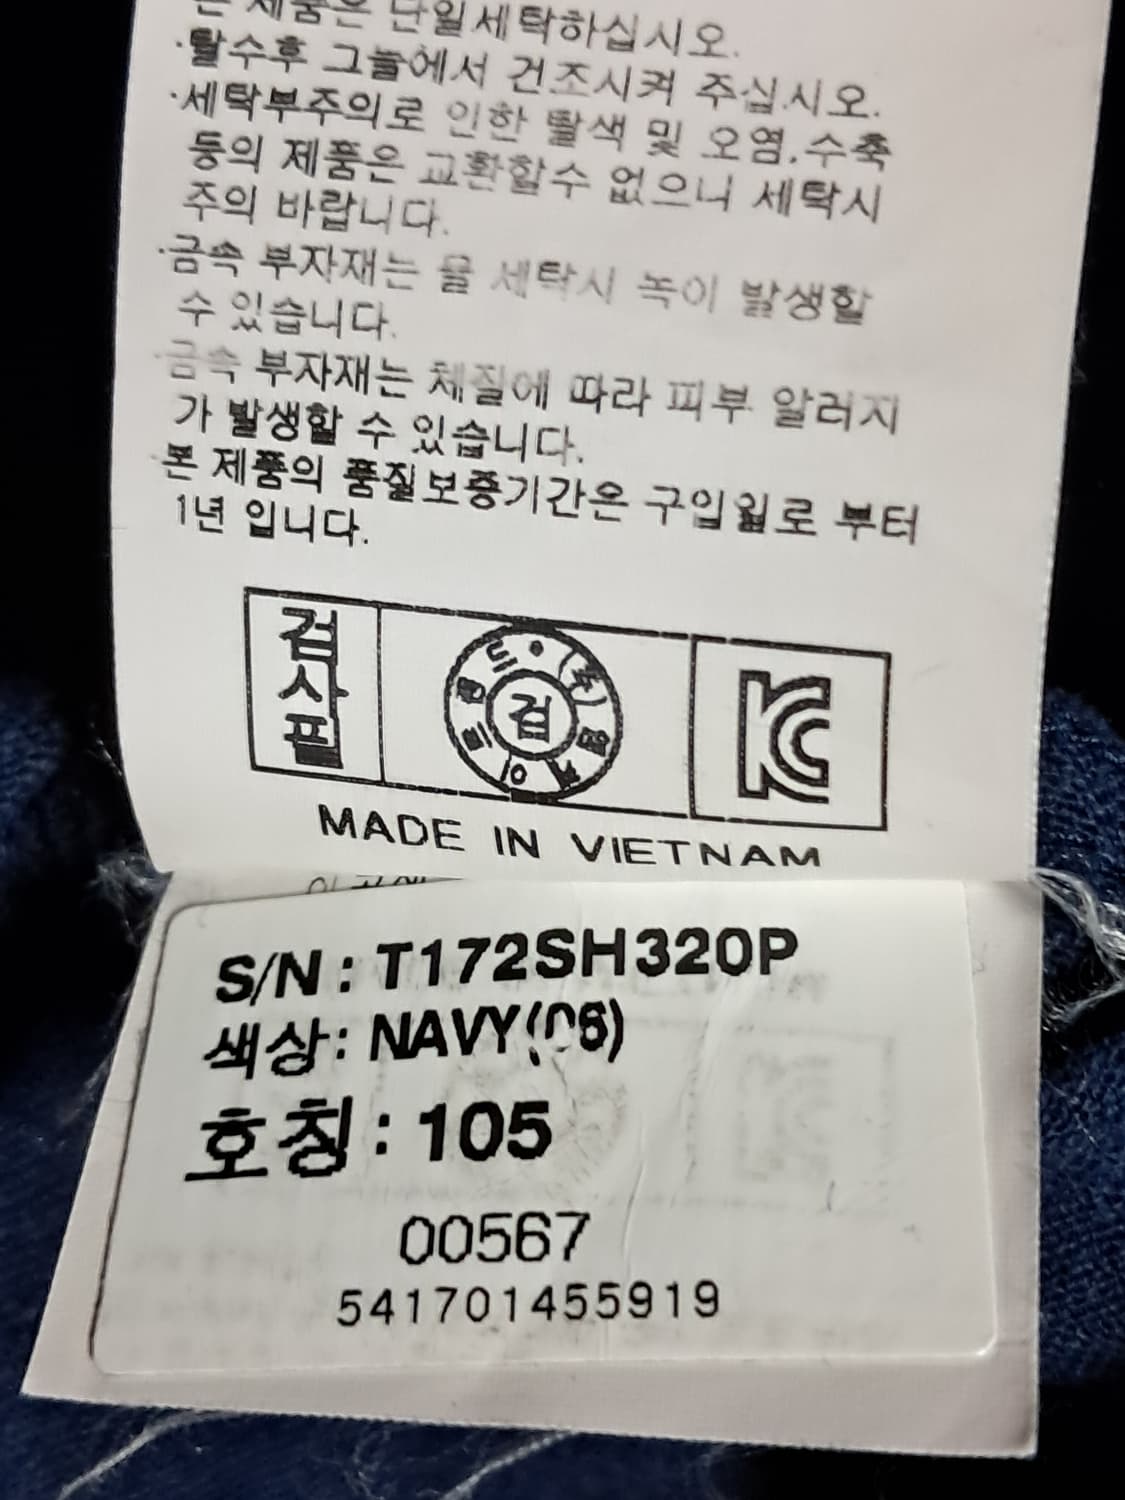 제품은 단일세탁하십시오.
·탈수후 그늘에서 건조시켜 주십시오.
·세탁부주의로 인한 탈색 및 오염,수축
등의 제품은 교환할수 없으니 세탁시
주의 바랍니다.
·금속 부자재는 물 세탁시 녹이 발생할
수 있습니다.
·금속 부자재는 체질에 따라 피부 알러지
가 발생할 수 있습니다.
본 제품의 품질보증기간은 구입일로 부터
1년 입니다.
검사필
검
KC
MADE IN VIETNAM
S/N : T172SH320P
색상: NAVY(06)
호칭 : 105
00567
541701455919